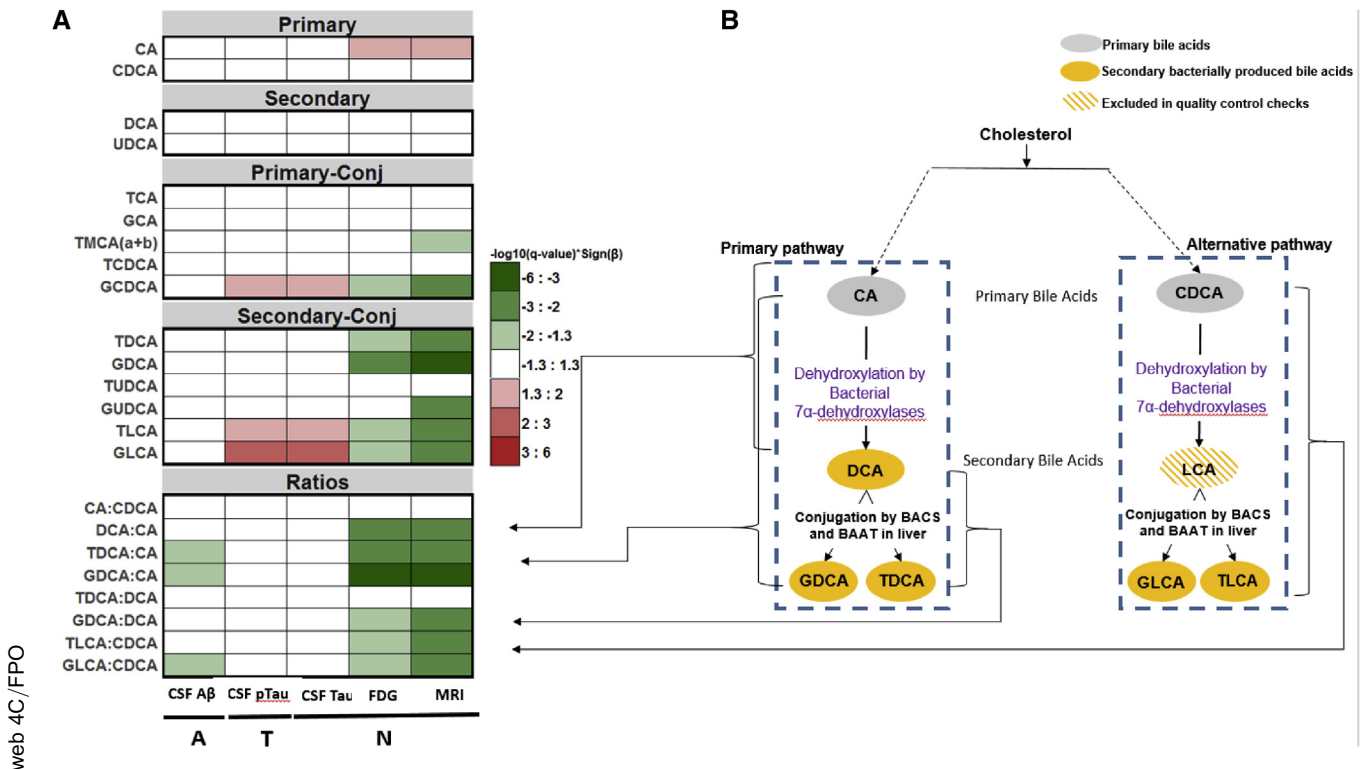 A
Primary
CA
CDCA
Secondary
DCA
UDCA
Primary-Conj
TCA
GCA
TMCA(a+b)
TCDCA
GCDCA
Secondary-Conj
TDCA
GDCA
TUDCA
GUDCA
TLCA
GLCA
Ratios
CA:CDCA
DCA:CA
TDCA:CA
GDCA:CA
TDCA:DCA
GDCA:DCA
TLCA:CDCA
GLCA:CDCA
CSF Aβ CSF pTau CSF Tau FDG MRI
A T N
-log10(q-value)*Sign(β)
-6 : -3
-3 : -2
-2 : -1.3
-1.3 : 1.3
1.3 : 2
2 : 3
3 : 6
B
Primary bile acids
Secondary bacterially produced bile acids
Excluded in quality control checks
Cholesterol
Primary pathway
Alternative pathway
CA
Primary Bile Acids
CDCA
Dehydroxylation by
Bacterial
7α-dehydroxylases
Dehydroxylation by
Bacterial
7α-dehydroxylases
DCA
Secondary Bile Acids
LCA
Conjugation by BACS
and BAAT in liver
Conjugation by BACS
and BAAT in liver
GDCA
TDCA
GLCA
TLCA
web 4C/FPO